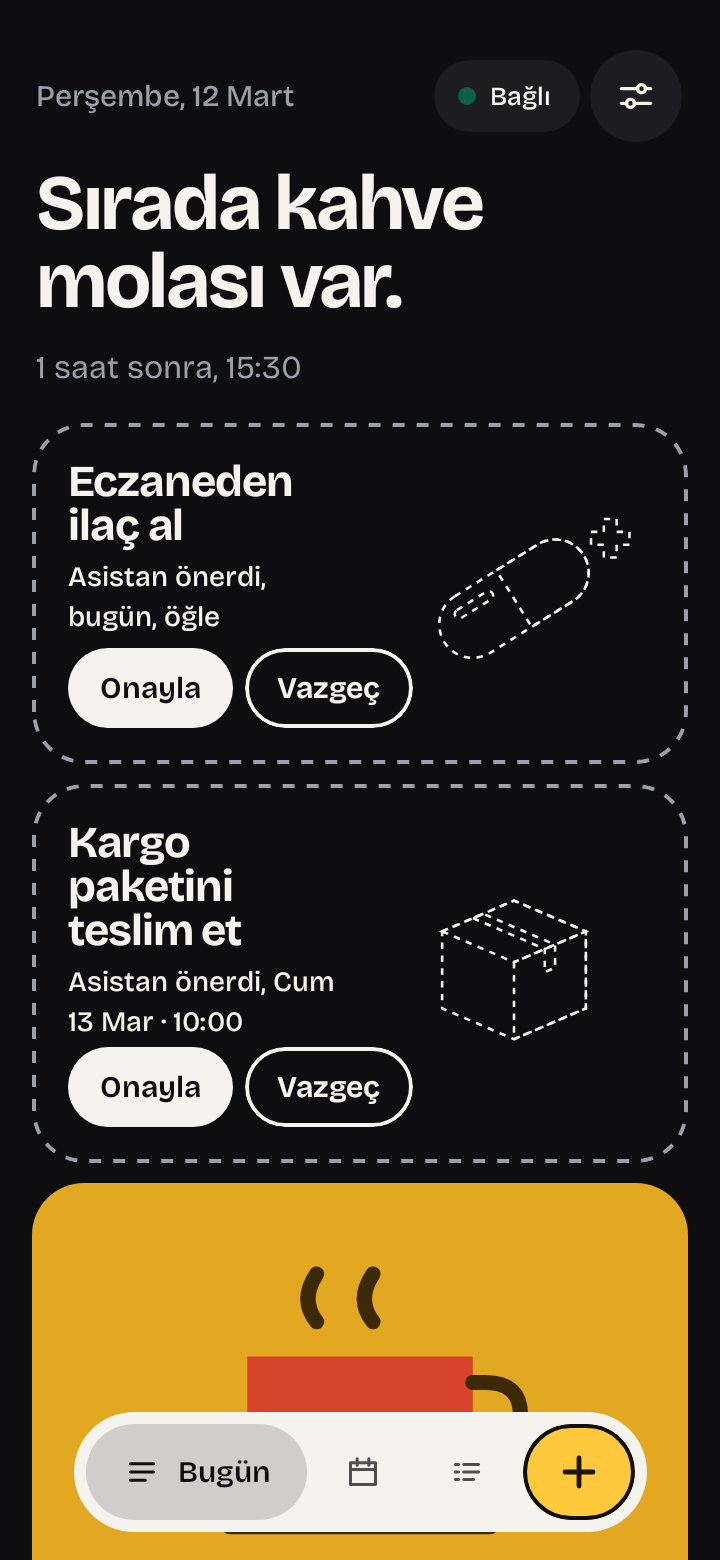 Perşembe, 12 Mart
Bağlı
Sırada kahve
molası var.
1 saat sonra, 15:30
Eczaneden
ilaç al
Asistan önerdi,
bugün, öğle
Onayla
Vazgeç
Kargo
paketini
teslim et
Asistan önerdi, Cum
13 Mar · 10:00
Onayla
Vazgeç
Bugün